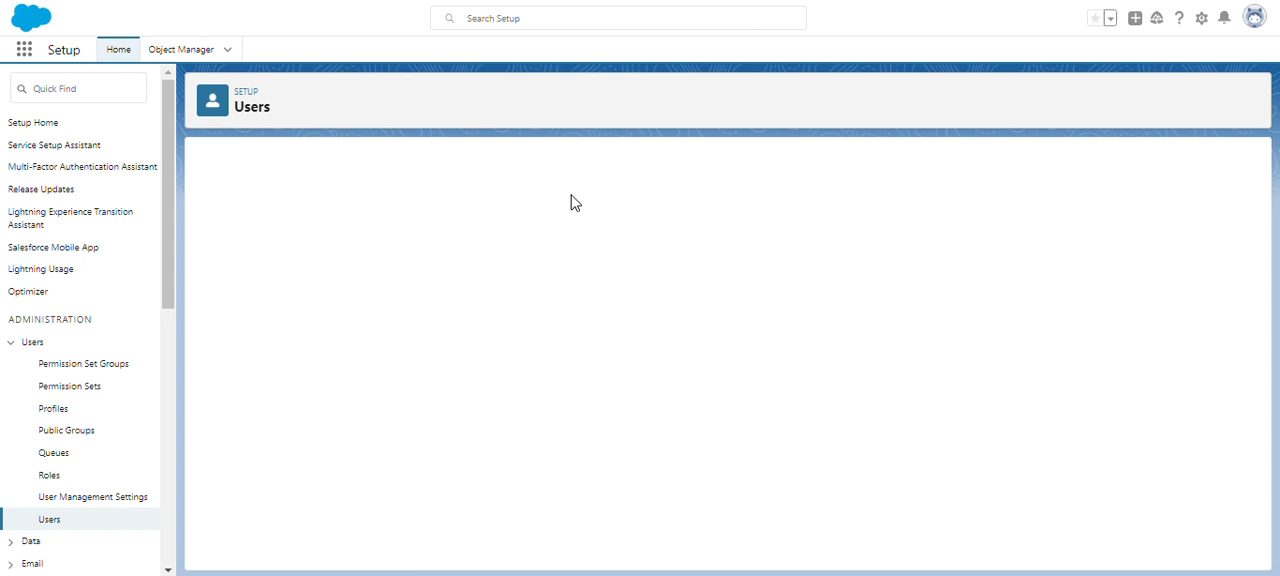 Search Setup
?
Setup
Home
Object Manager
Quick Find
Setup Home
Service Setup Assistant
Multi-Factor Authentication Assistant
Release Updates
Lightning Experience Transition
Assistant
Salesforce Mobile App
Lightning Usage
Optimizer
ADMINISTRATION
Users
Permission Set Groups
Permission Sets
Profiles
Public Groups
Queues
Roles
User Management Settings
Users
Data
Email
SETUP
Users